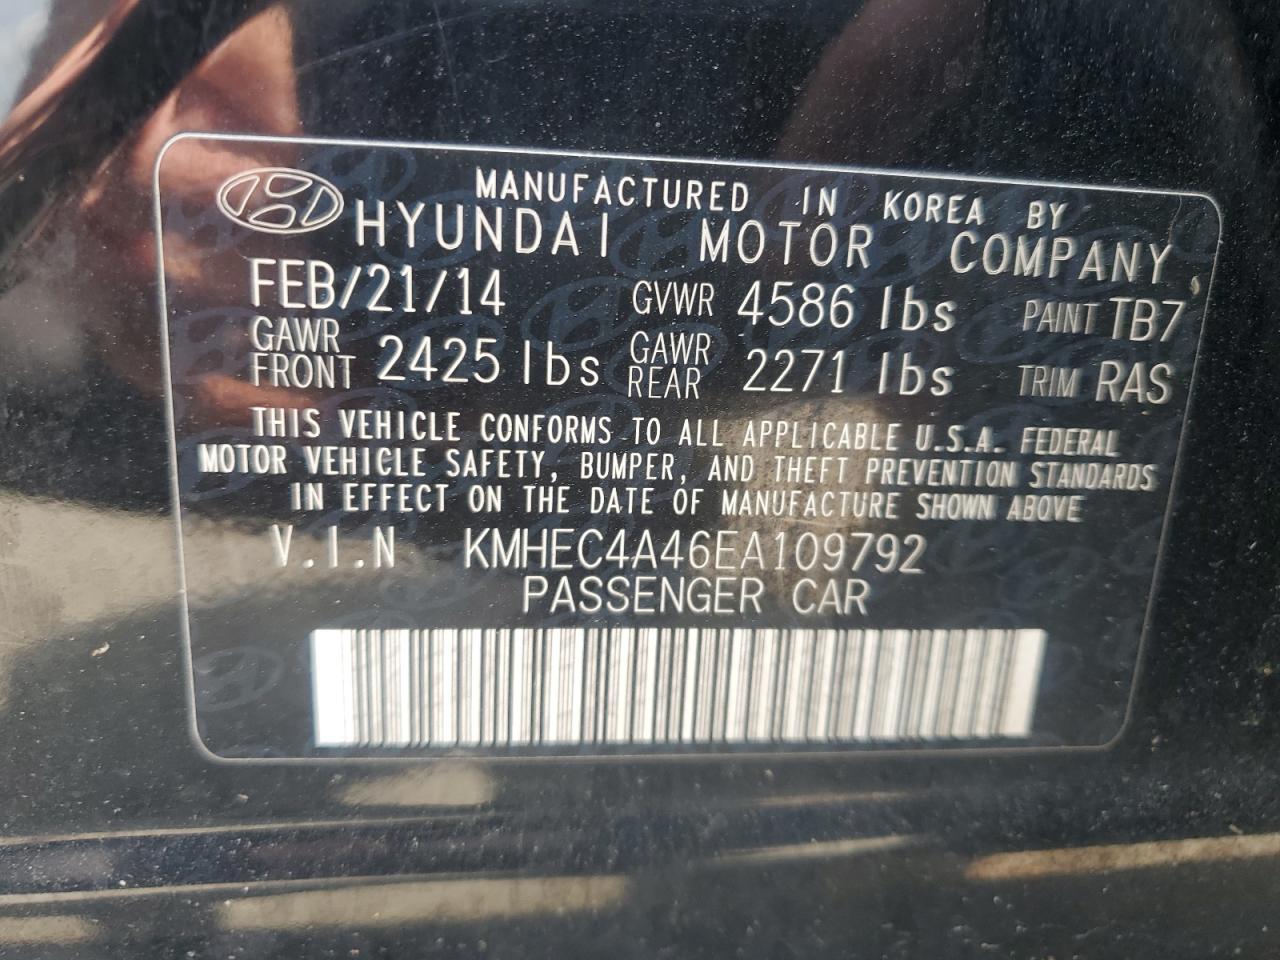 MANUFACTURED IN KOREA BY
HYUNDAI MOTOR COMPANY,
FEB/21/14 GVWR 4586 lbs PAINT TB7
GAWR FRONT 2425 lbs GAWR REAR 2271 lbs TRIM RAS
THIS VEHICLE CONFORMS TO ALL APPLICABLE U.S.A. FEDERAL
MOTOR VEHICLE SAFETY, BUMPER, AND THEFT PREVENTION STANDARDS
IN EFFECT ON THE DATE OF MANUFACTURE SHOWN ABOVE
V.I.N KMHEC4A46EA109792
PASSENGER CAR